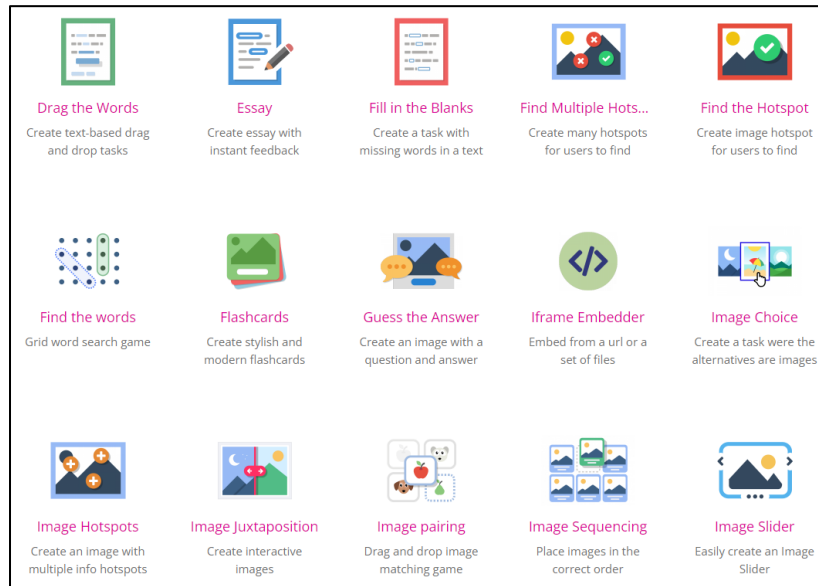 Drag the Words
Create text-based drag
and drop tasks
Essay
Create essay with
instant feedback
Fill in the Blanks
Create a task with
missing words in a text
Find Multiple Hots...
Create many hotspots
for users to find
Find the Hotspot
Create image hotspot
for users to find
Find the words
Grid word search game
Flashcards
Create stylish and
modern flashcards
Guess the Answer
Create an image with a
question and answer
Iframe Embedder
Embed from a url or a
set of files
Image Choice
Create a task were the
alternatives are images
Image Hotspots
Create an image with
multiple info hotspots
Image Juxtaposition
Create interactive
images
Image pairing
Drag and drop image
matching game
Image Sequencing
Place images in the
correct order
Image Slider
Easily create an Image
Slider